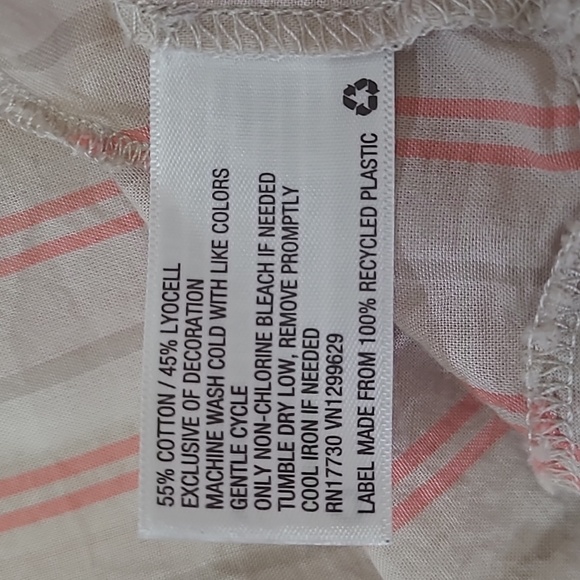 55% COTTON / 45% LYOCELL
EXCLUSIVE OF DECORATION
MACHINE WASH COLD WITH LIKE COLORS
GENTLE CYCLE
ONLY NON-CHLORINE BLEACH IF NEEDED
TUMBLE DRY LOW, REMOVE PROMPTLY
COOL IRON IF NEEDED
RN17730 VN1299629
LABEL MADE FROM 100% RECYCLED PLASTIC